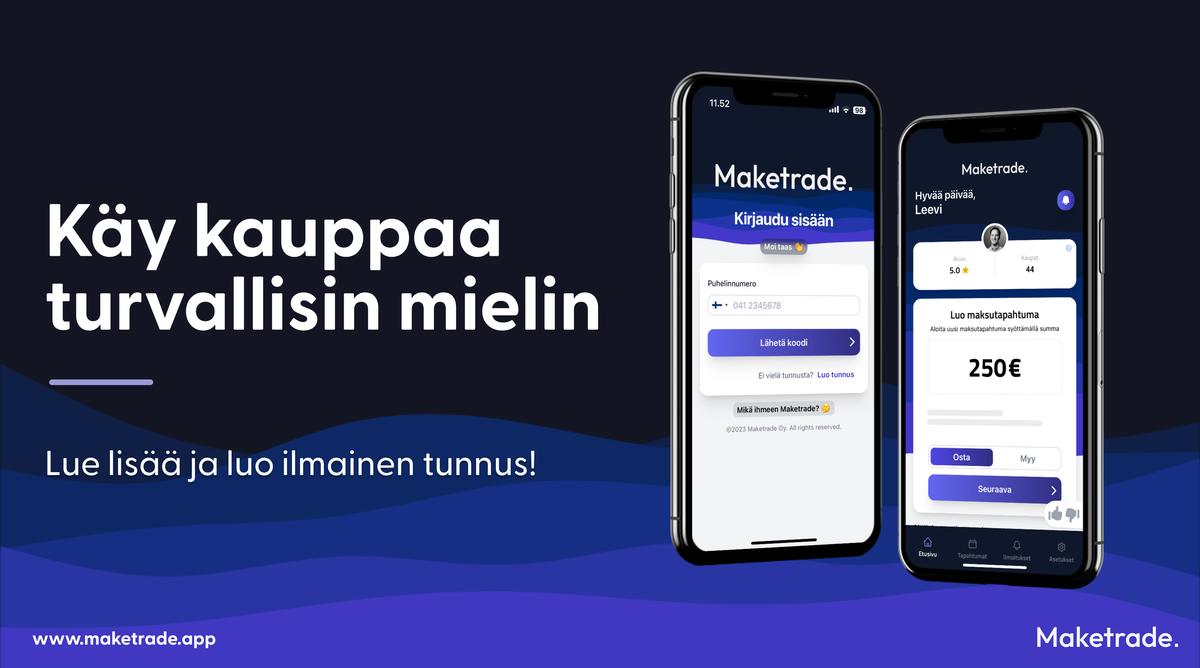 Käy kauppaa
turvallisin mielin
Lue lisää ja luo ilmainen tunnus!
www.maketrade.app
11.52
98
Maketrade.
Kirjaudu sisään
Moi taas 👋
Puhelinnumero
041 2345678
Lähetä koodi
Ei vielä tunnusta? Luo tunnus
Mikä ihmeen Maketrade? 🤔
©2023 Maketrade Oy. All rights reserved.
Maketrade.
Hyvää päivää,
Leevi
Arvio Kaupat
5.0 ⭐ 44
Luo maksutapahtuma
Aloita uusi maksutapahtuma syöttämällä summa
250€
Osta Myy
Seuraava
Etusivu Tapahtumat Ilmoitukset Asetukset
Maketrade.